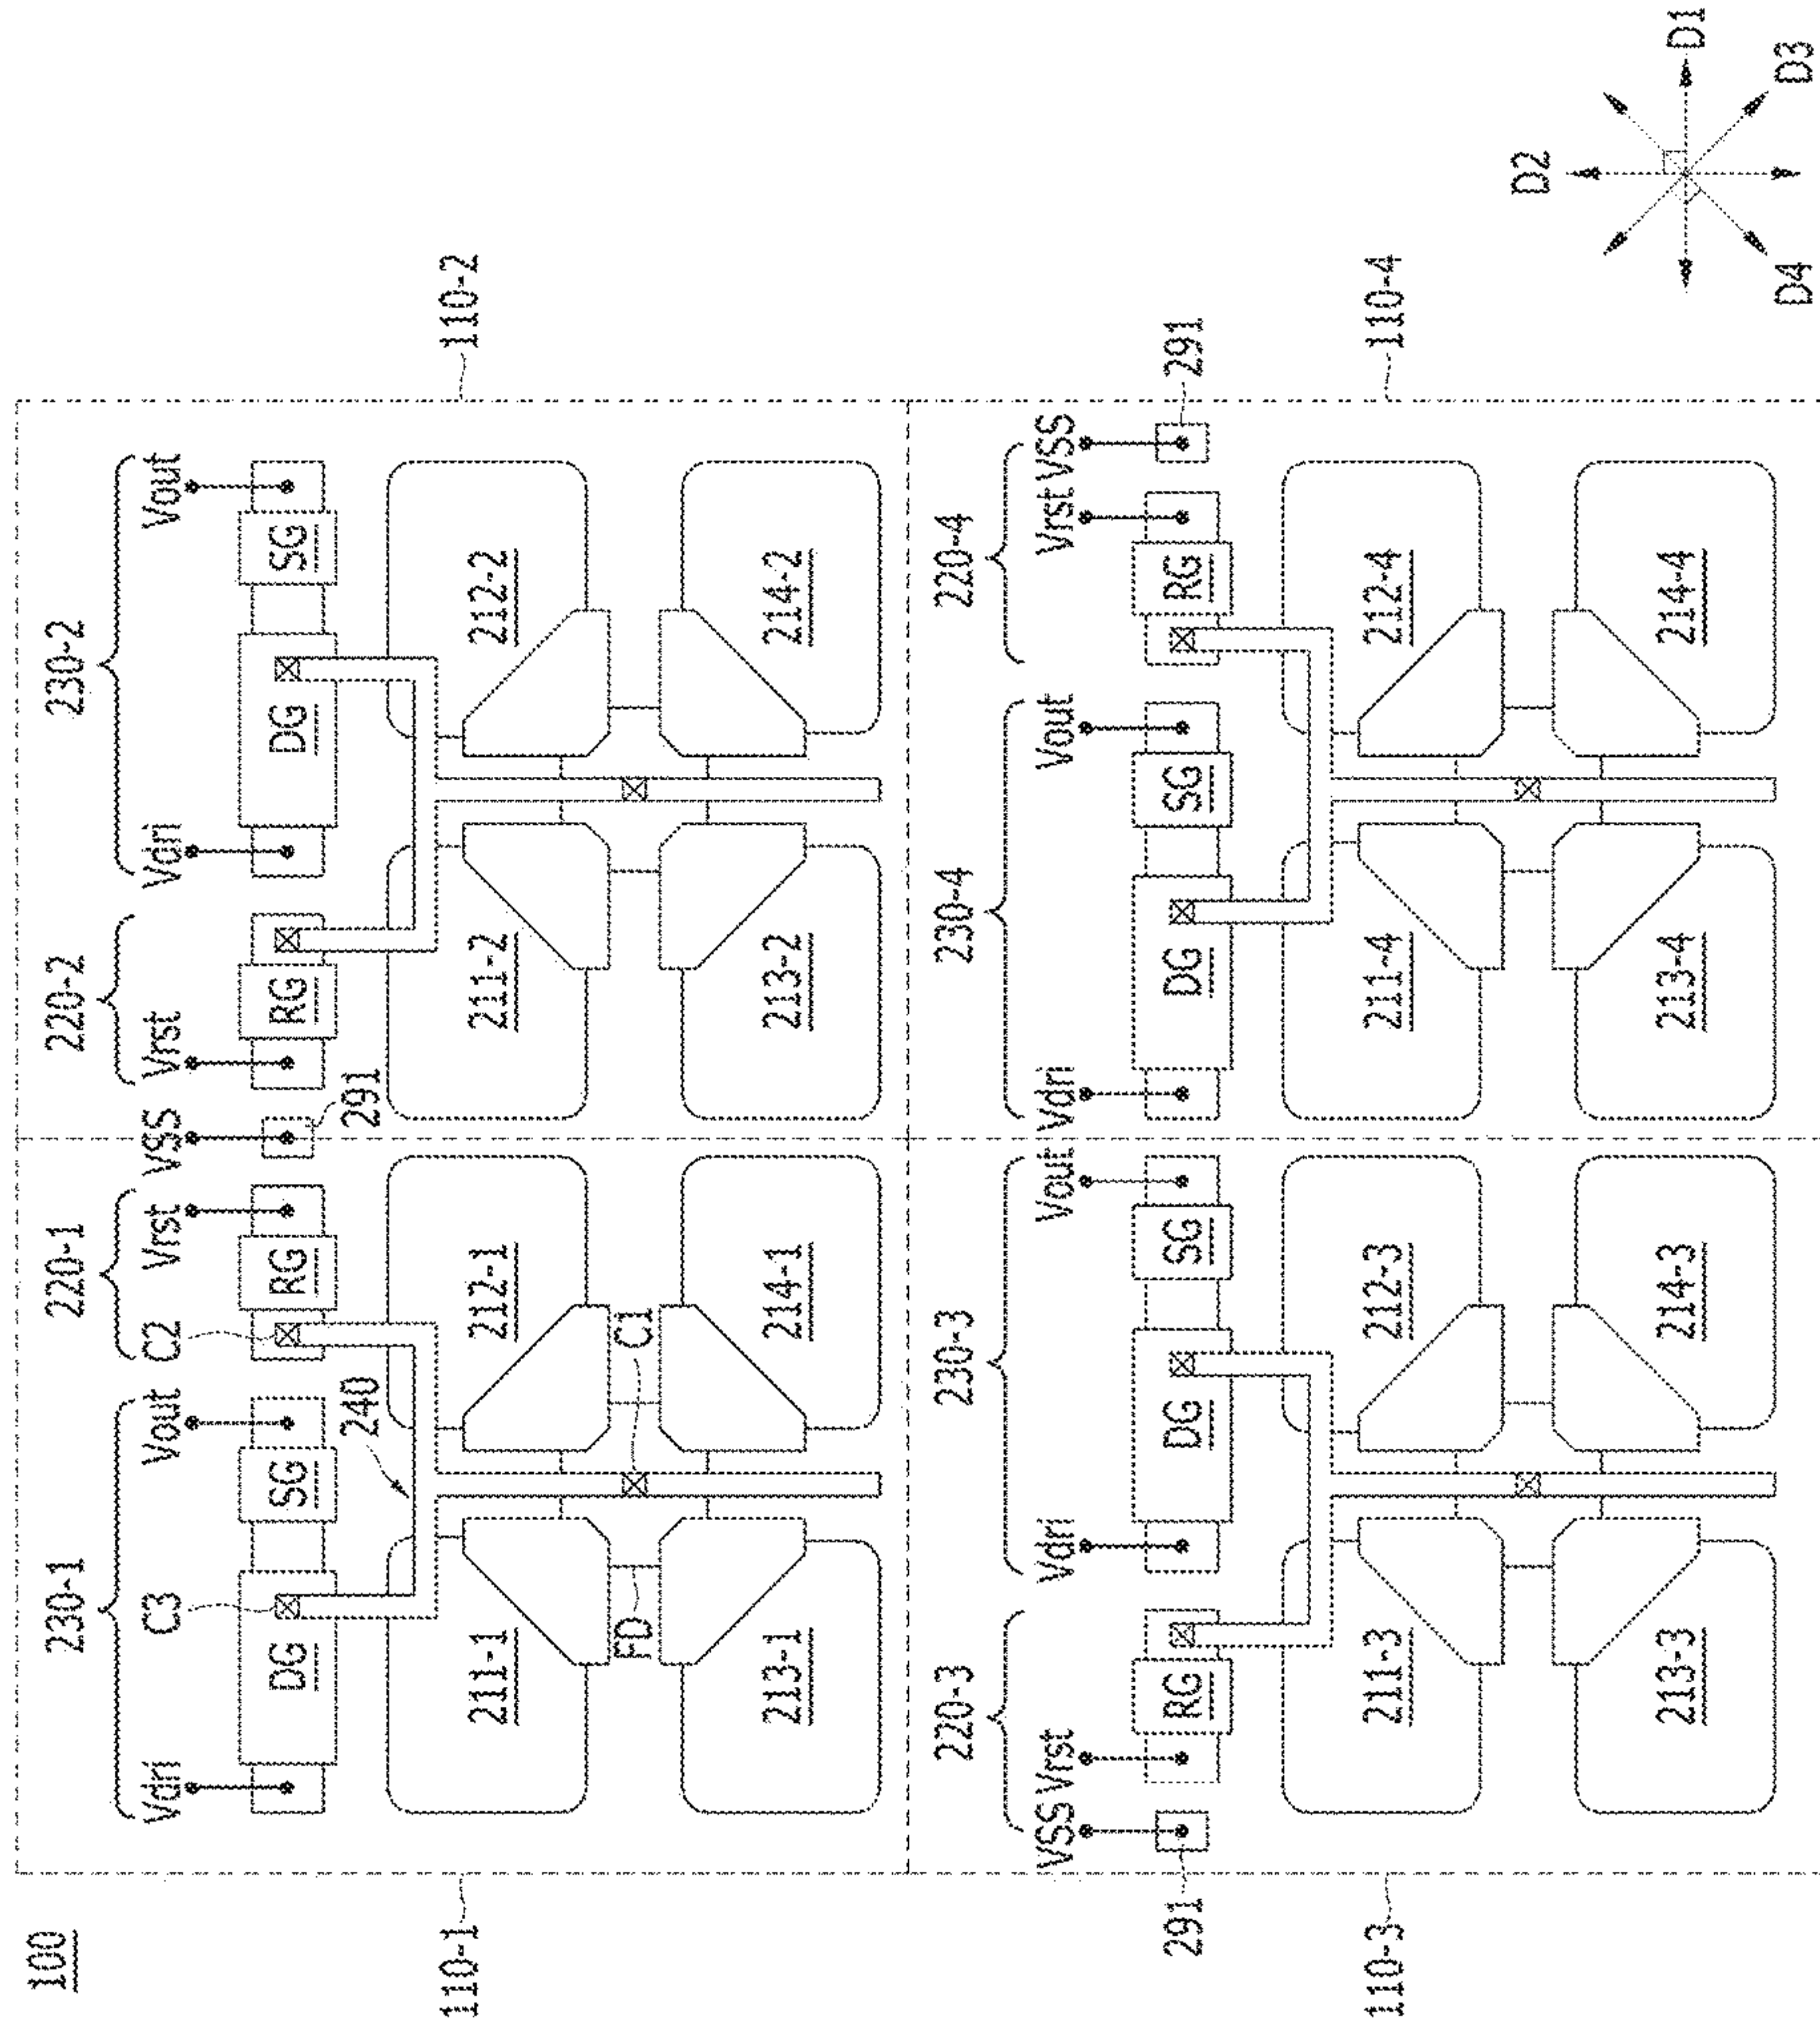 100
230-1
220-1
220-2
230-2
Vdri
C3
Vout
C2
Vrst
VSS
Vrst
Vdri
Vout
DG
SG
RG
291
RG
DG
SG
240
110-1
211-1
212-1
211-2
212-2
110-2
FD
C1
213-1
214-1
213-2
214-2
220-3
230-3
230-4
220-4
VSS
Vrst
Vdri
Vout
Vdri
Vout
Vrst
VSS
291
RG
DG
SG
DG
SG
RG
291
110-3
211-3
212-3
211-4
212-4
110-4
213-3
214-3
213-4
214-4
D2
D1
D4
D3